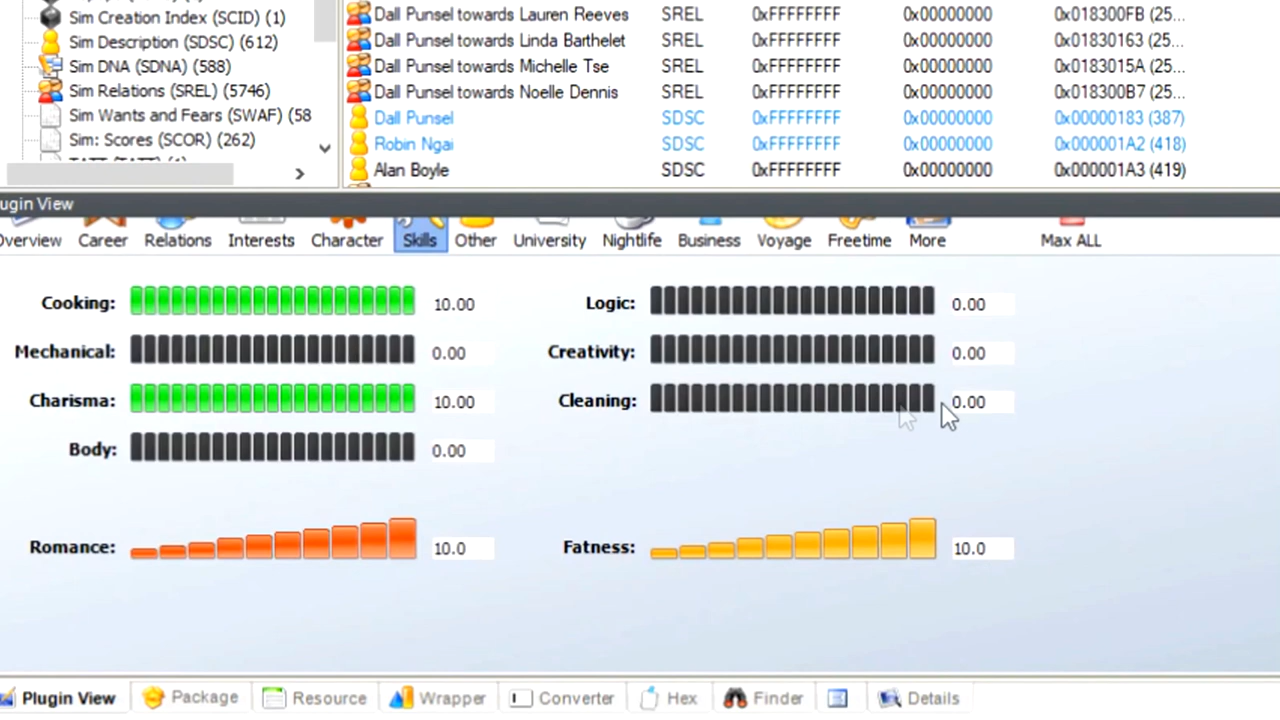 Sim Creation Index (SCID) (1)
Sim Description (SDSC) (612)
Sim DNA (SDNA) (588)
Sim Relations (SREL) (5746)
Sim Wants and Fears (SWAF) (58
Sim: Scores (SCOR) (262)
Dall Punsel towards Lauren Reeves SREL 0xFFFFFFFF 0x00000000 0x018300FB (25...
Dall Punsel towards Linda Barthelet SREL 0xFFFFFFFF 0x00000000 0x01830163 (25...
Dall Punsel towards Michelle Tse SREL 0xFFFFFFFF 0x00000000 0x0183015A (25...
Dall Punsel towards Noelle Dennis SREL 0xFFFFFFFF 0x00000000 0x018300B7 (25...
Dall Punsel SDSC 0xFFFFFFFF 0x00000000 0x00000183 (387)
Robin Ngai SDSC 0xFFFFFFFF 0x00000000 0x000001A2 (418)
Alan Boyle SDSC 0xFFFFFFFF 0x00000000 0x000001A3 (419)
ugin View
Overview Career Relations Interests Character Skills Other University Nightlife Business Voyage Freetime More Max ALL
Cooking: 10.00 Logic: 0.00
Mechanical: 0.00 Creativity: 0.00
Charisma: 10.00 Cleaning: 0.00
Body: 0.00
Romance: 10.0 Fatness: 10.0
Plugin View Package Resource Wrapper Converter Hex Finder Details